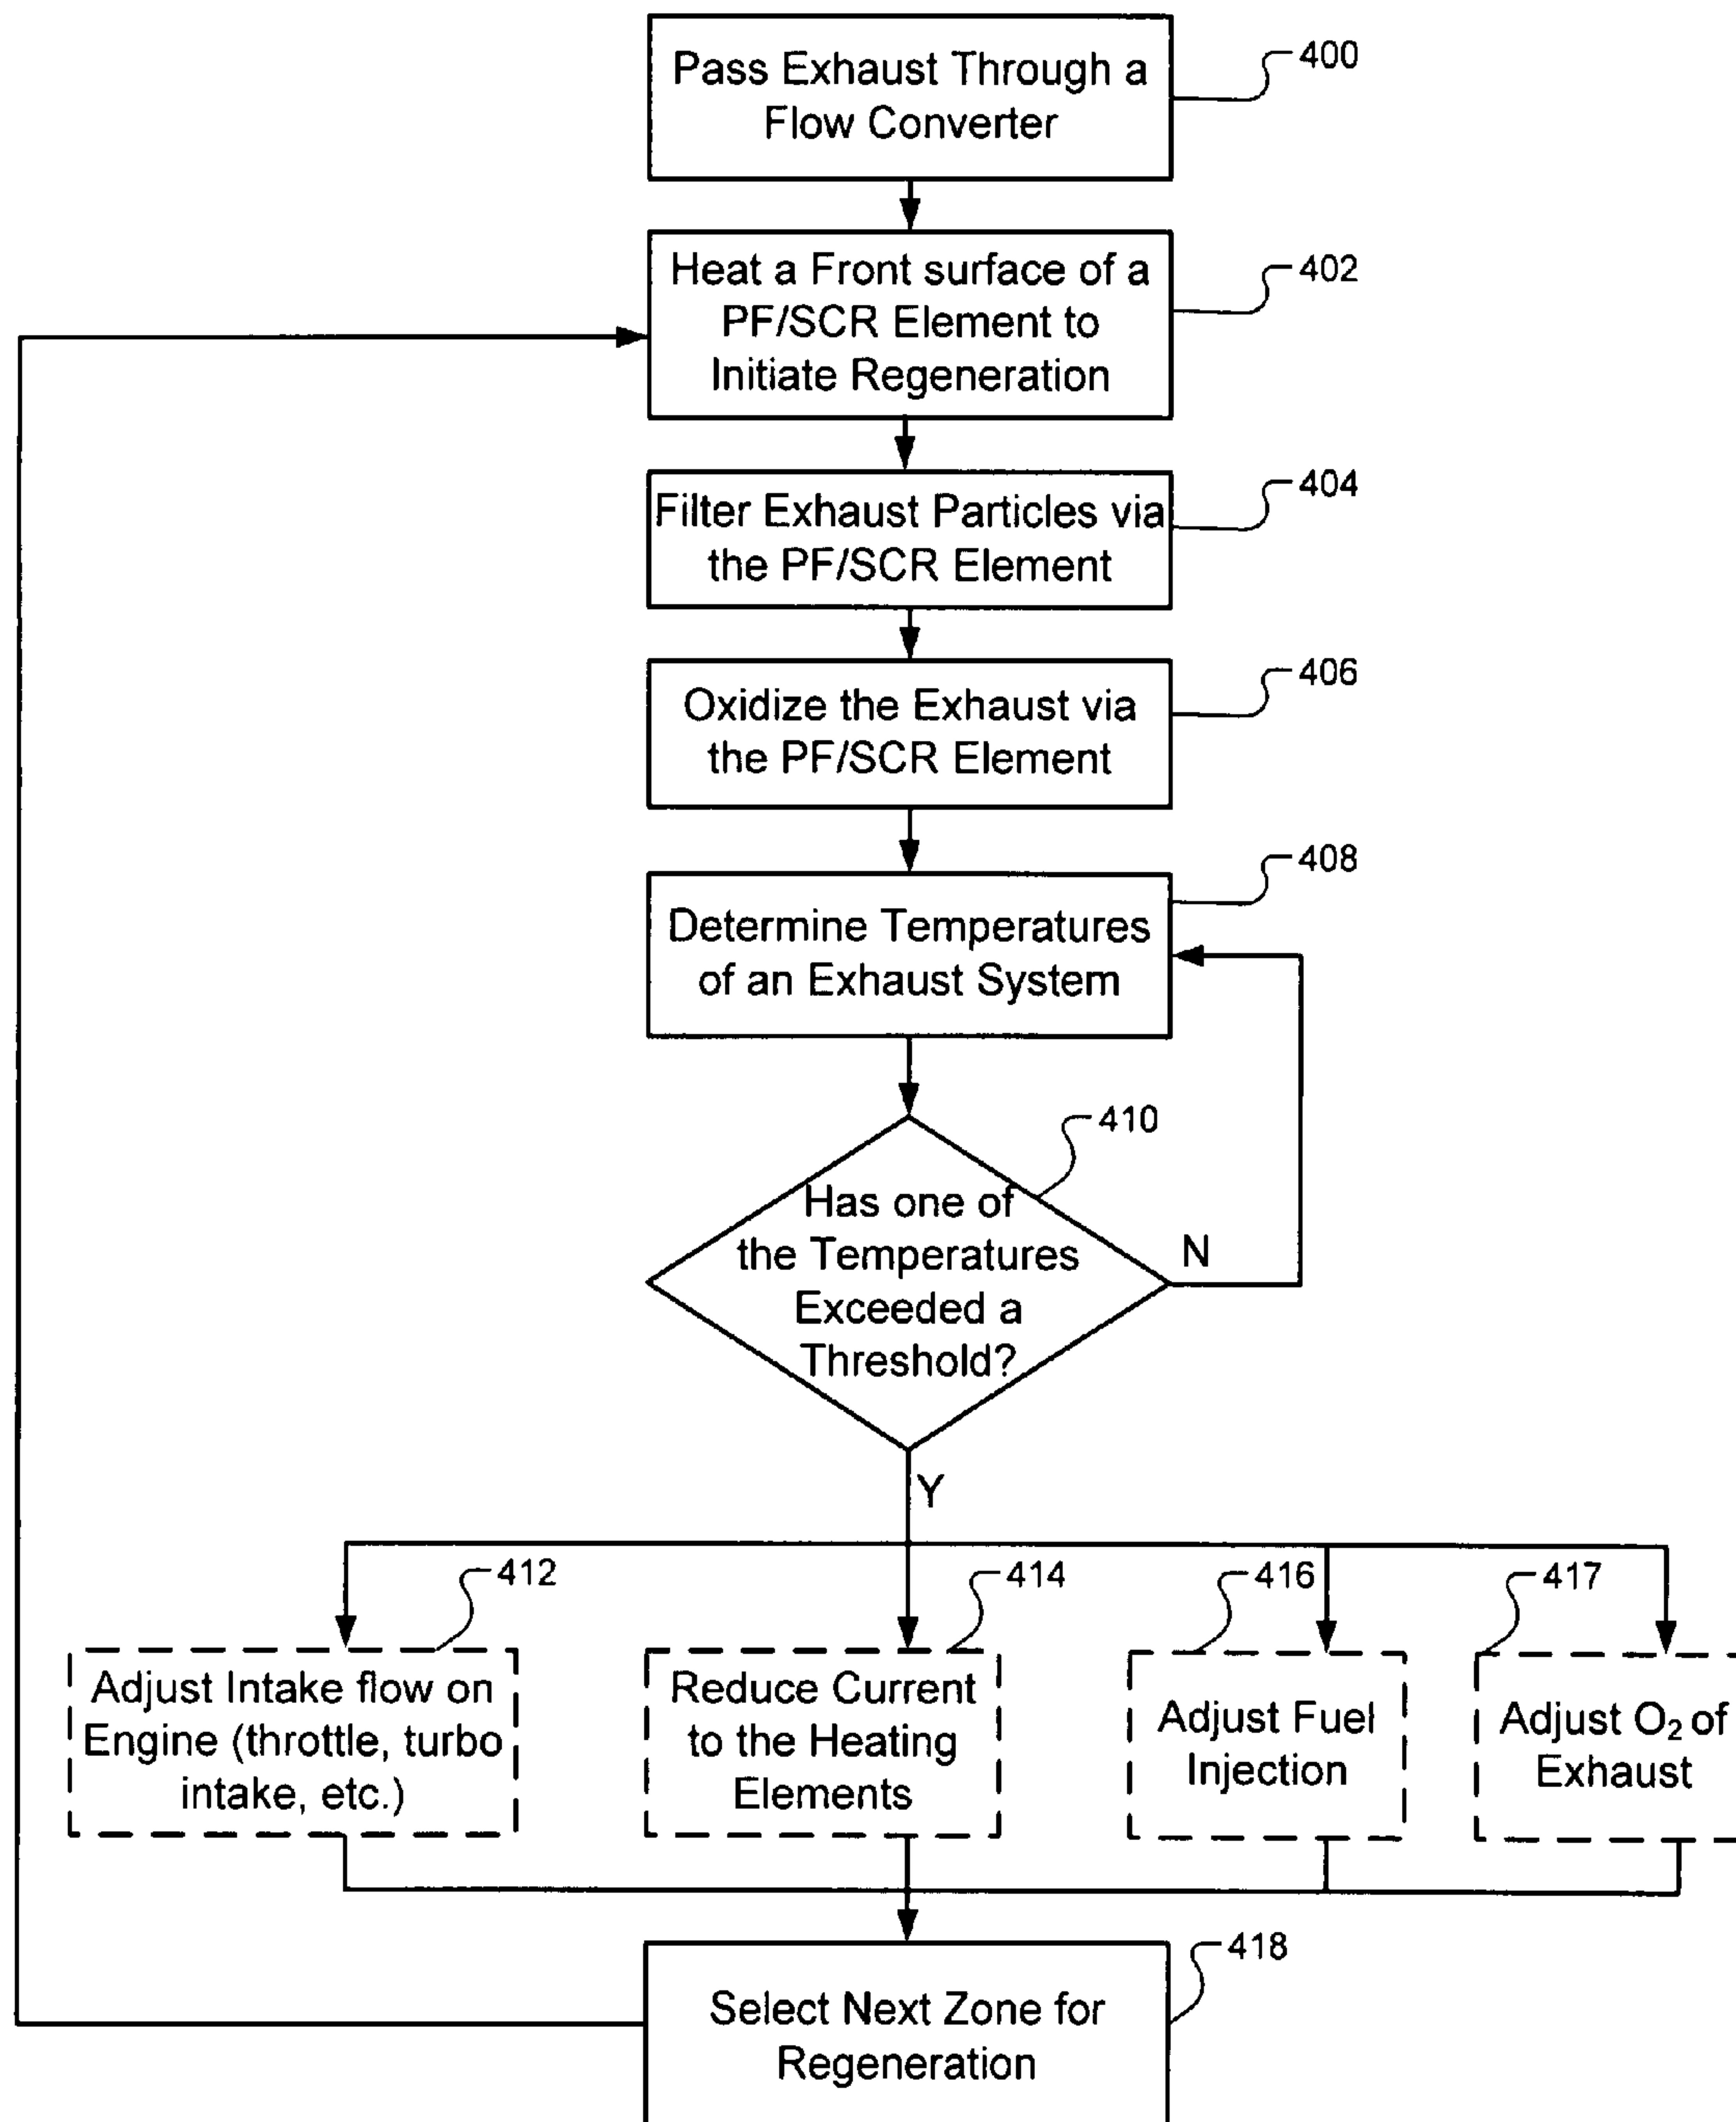 Pass Exhaust Through a
Flow Converter
400
Heat a Front surface of a
PF/SCR Element to
Initiate Regeneration
402
Filter Exhaust Particles via
the PF/SCR Element
404
Oxidize the Exhaust via
the PF/SCR Element
406
Determine Temperatures
of an Exhaust System
408
Has one of
the Temperatures
Exceeded a
Threshold?
410
N
Y
Adjust Intake flow on
Engine (throttle, turbo
intake, etc.)
412
Reduce Current
to the Heating
Elements
414
Adjust Fuel
Injection
416
Adjust O₂ of
Exhaust
417
Select Next Zone for
Regeneration
418